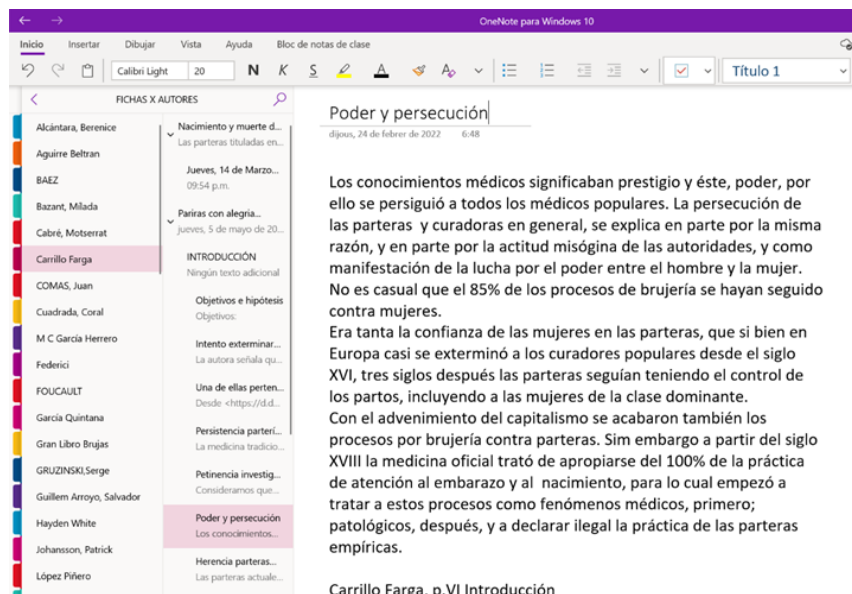 OneNote para Windows 10
Inicio Insertar Dibujar Vista Ayuda Bloc de notas de clase
Calibri Light 20 N K S A A Título 1
FICHAS X AUTORES
Alcántara, Berenice
Aguirre Beltran
BAEZ
Bazant, Milada
Cabré, Motserrat
Carrillo Farga
COMAS, Juan
Cuadrada, Coral
M C García Herrero
Federici
FOUCAULT
García Quintana
Gran Libro Brujas
GRUZINSKI,Serge
Guillem Arroyo, Salvador
Hayden White
Johansson, Patrick
López Piñero
Nacimiento y muerte d...
Las parteras tituladas en...
Jueves, 14 de Marzo...
09:54 p.m.
Pariras con alegria...
jueves, 5 de mayo de 20...
INTRODUCCIÓN
Ningún texto adicional
Objetivos e hipótesis
Objetivos:
Intento exterminar...
La autora señala qu...
Una de ellas perten...
Desde <https://d.d...
Persistencia parterí...
La medicina tradicio...
Petinencia investig...
Consideramos que...
Poder y persecución
Los conocimientos...
Herencia parteras...
Las parteras actuale...
Poder y persecución
dijous, 24 de febrer de 2022 6:48
Los conocimientos médicos significaban prestigio y éste, poder, por
ello se persiguió a todos los médicos populares. La persecución de
las parteras y curadoras en general, se explica en parte por la misma
razón, y en parte por la actitud misógina de las autoridades, y como
manifestación de la lucha por el poder entre el hombre y la mujer.
No es casual que el 85% de los procesos de brujería se hayan seguido
contra mujeres.
Era tanta la confianza de las mujeres en las parteras, que si bien en
Europa casi se exterminó a los curadores populares desde el siglo
XVI, tres siglos después las parteras seguían teniendo el control de
los partos, incluyendo a las mujeres de la clase dominante.
Con el advenimiento del capitalismo se acabaron también los
procesos por brujería contra parteras. Sim embargo a partir del siglo
XVIII la medicina oficial trató de apropiarse del 100% de la práctica
de atención al embarazo y al nacimiento, para lo cual empezó a
tratar a estos procesos como fenómenos médicos, primero;
patológicos, después, y a declarar ilegal la práctica de las parteras
empíricas.
Carrillo Farga, p.VI Introducción